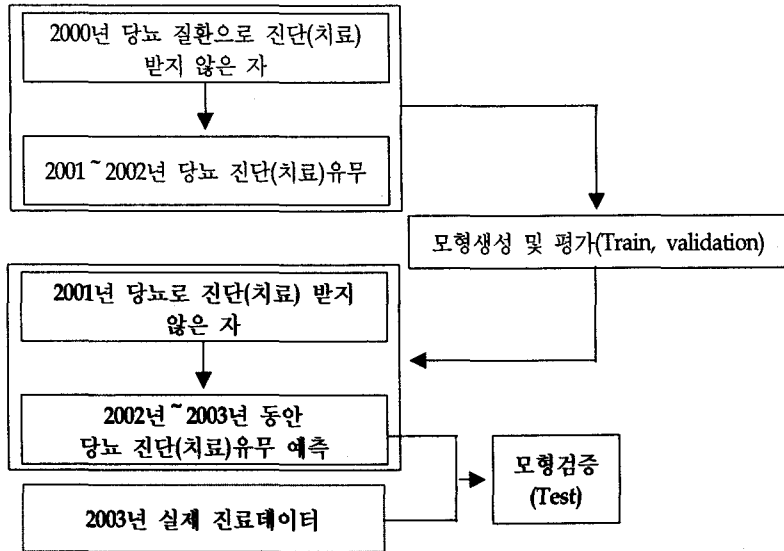 2000년 당뇨 질환으로 진단(치료)
받지 않은 자
2001~2002년 당뇨 진단(치료)유무
모형생성 및 평가(Train, validation)
2001년 당뇨로 진단(치료) 받지
않은 자
2002년~2003년 동안
당뇨 진단(치료)유무 예측
모형검증
(Test)
2003년 실제 진료데이터